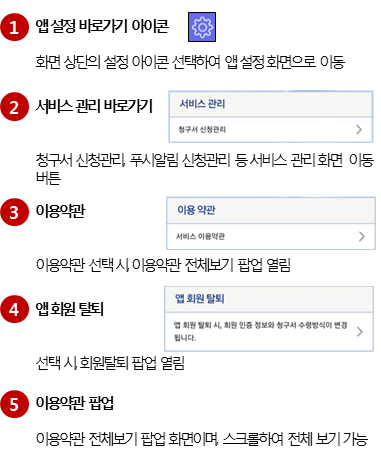 1 앱 설정 바로가기 아이콘
화면 상단의 설정 아이콘 선택하여 앱 설정 화면으로 이동
2 서비스 관리 바로가기
서비스 관리
청구서 신청관리
청구서 신청관리, 푸시알림 신청관리 등 서비스 관리 화면 이동
버튼
3 이용약관
이용 약관
서비스 이용약관
이용약관 선택 시, 이용약관 전체보기 팝업 열림
4 앱 회원 탈퇴
앱 회원 탈퇴
앱 회원 탈퇴 시, 회원 인증 정보와 청구서 수령방식이 변경
됩니다.
선택 시, 회원탈퇴 팝업 열림
5 이용약관 팝업
이용약관 전체보기 팝업 화면이며, 스크롤하여 전체 보기 가능